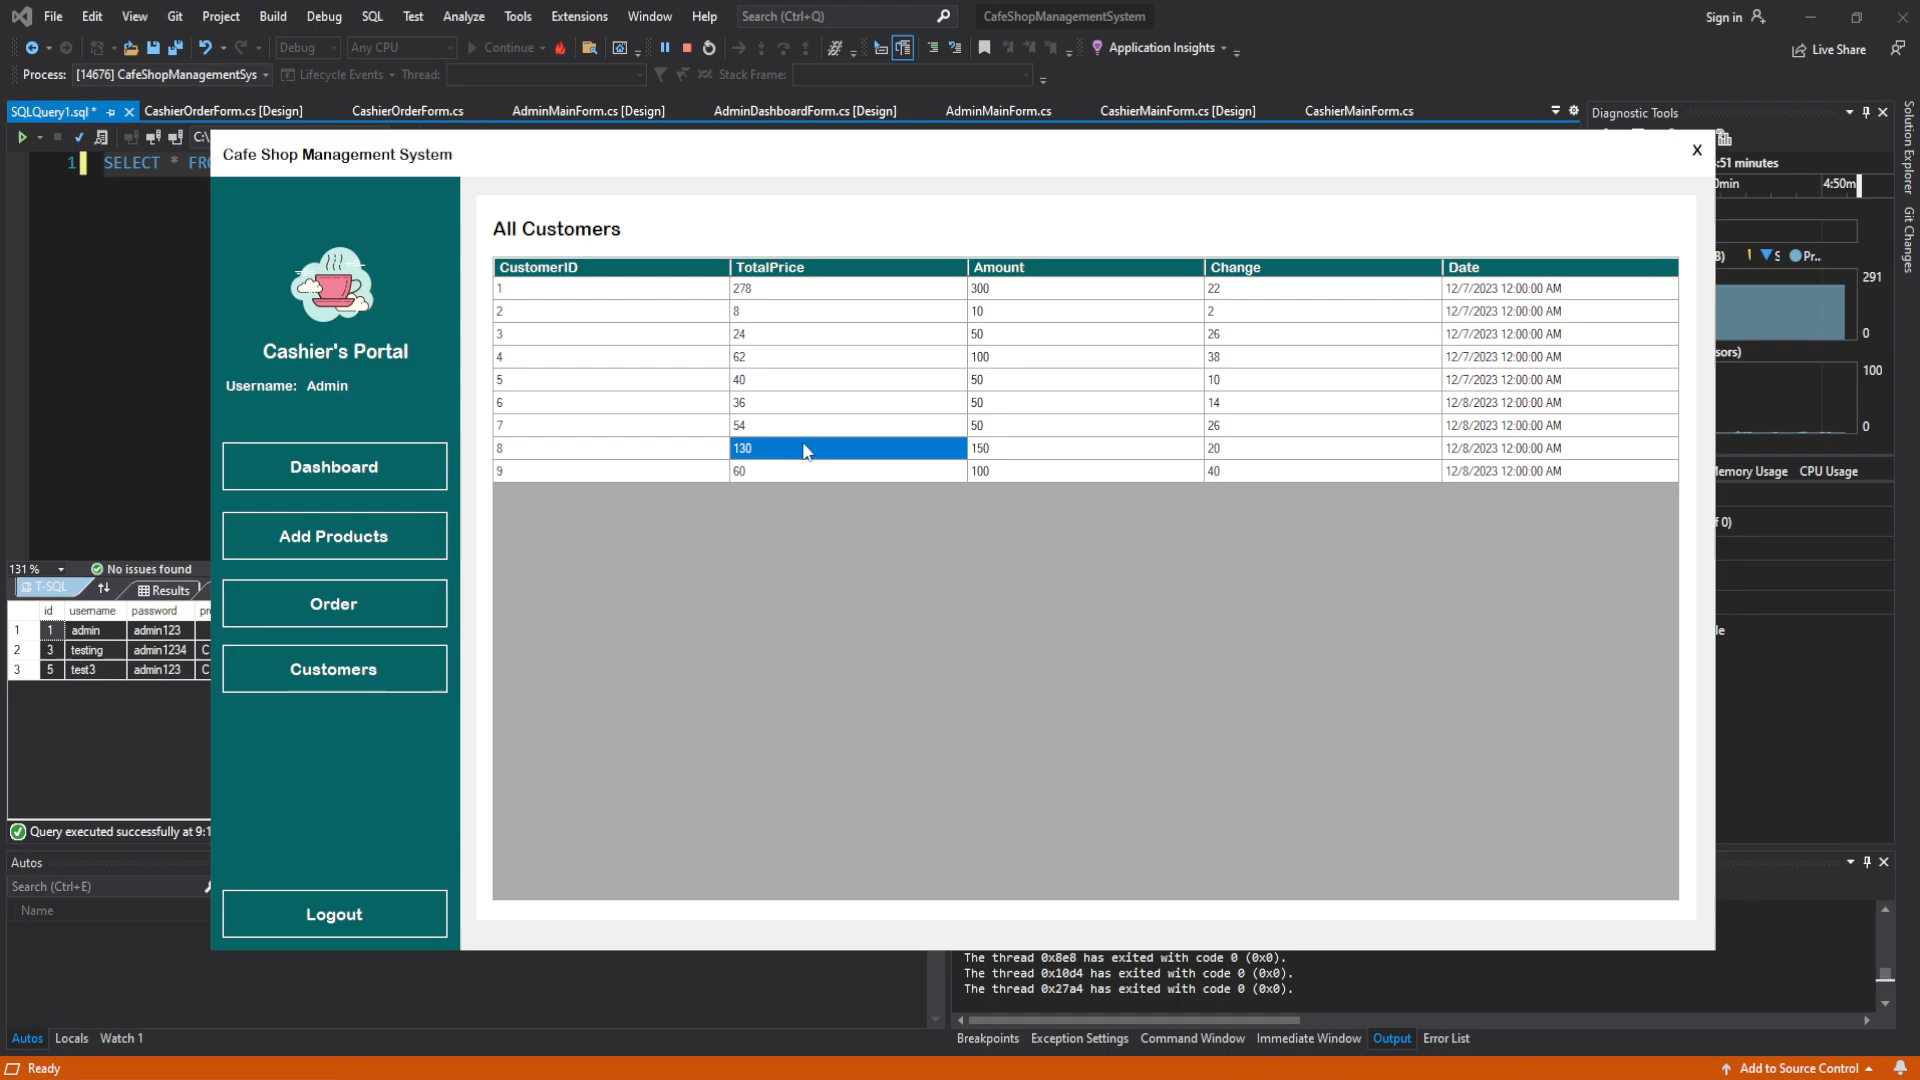 File Edit View Git Project Build Debug SQL Test Analyze Tools Extensions Window Help Search (Ctrl+Q) CafeShopManagementSystem Sign in
Debug Any CPU Continue Application Insights Live Share
Process: [14676] CafeShopManagementSys Lifecycle Events Thread: Stack Frame:
SQLQuery1.sql* CashierOrderForm.cs [Design] CashierOrderForm.cs AdminMainForm.cs [Design] AdminDashboardForm.cs [Design] AdminMainForm.cs CashierMainForm.cs [Design] CashierMainForm.cs
Diagnostic Tools
C:\
1 SELECT * FRO
Cafe Shop Management System X
:51 minutes
0min 4:50m
Cashier's Portal
Username: Admin
Dashboard
Add Products
Order
Customers
Logout
All Customers
CustomerID TotalPrice Amount Change Date
1 278 300 22 12/7/2023 12:00:00 AM
2 8 10 2 12/7/2023 12:00:00 AM
3 24 50 26 12/7/2023 12:00:00 AM
4 62 100 38 12/7/2023 12:00:00 AM
5 40 50 10 12/7/2023 12:00:00 AM
6 36 50 14 12/8/2023 12:00:00 AM
7 54 50 26 12/8/2023 12:00:00 AM
8 130 150 20 12/8/2023 12:00:00 AM
9 60 100 40 12/8/2023 12:00:00 AM
B) S Pr...
291
0
sors)
100
0
Memory Usage CPU Usage
f 0)
le
Solution Explorer
Git Changes
131 % No issues found
T-SQL Results
id username password pr
1 1 admin admin123
2 3 testing admin1234 C
3 5 test3 admin123 C
Query executed successfully at 9:1
Autos
Search (Ctrl+E)
Name
The thread 0x8e8 has exited with code 0 (0x0).
The thread 0x10d4 has exited with code 0 (0x0).
The thread 0x27a4 has exited with code 0 (0x0).
Autos Locals Watch 1
Breakpoints Exception Settings Command Window Immediate Window Output Error List
Ready Add to Source Control